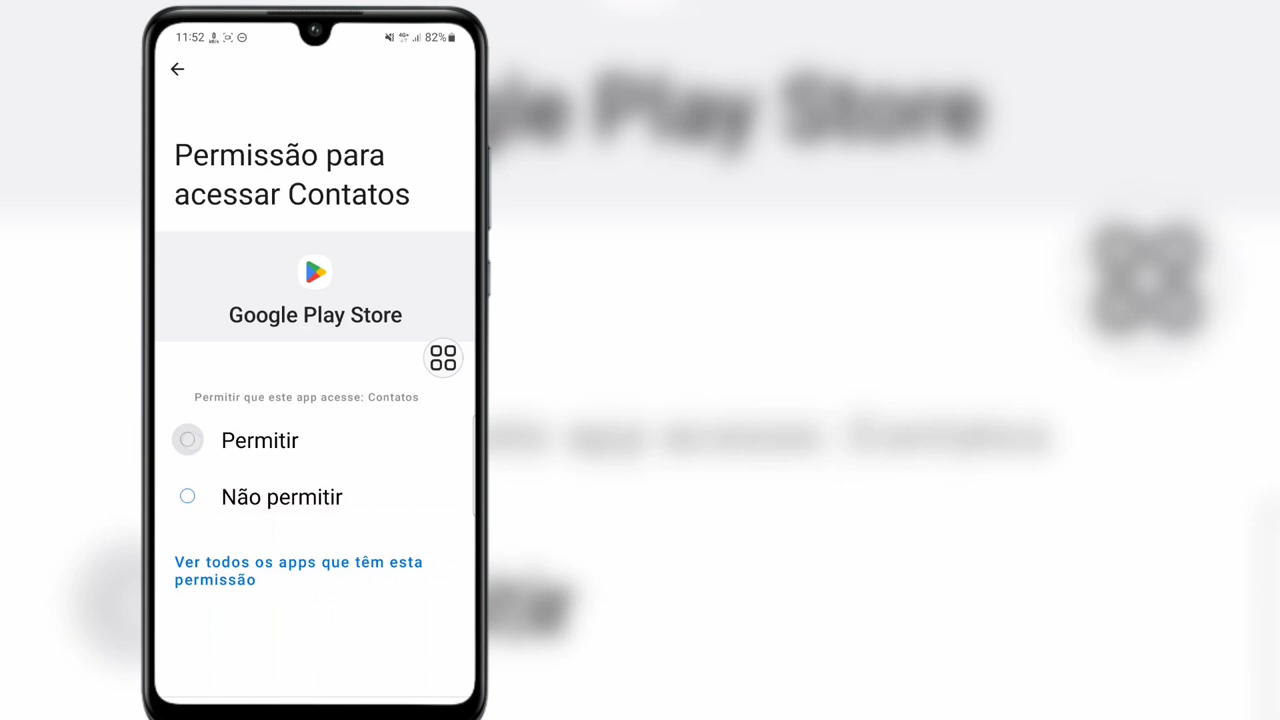 11:52
82%
Permissão para
acessar Contatos
Google Play Store
Permitir que este app acesse: Contatos
Permitir
Não permitir
Ver todos os apps que têm esta
permissão